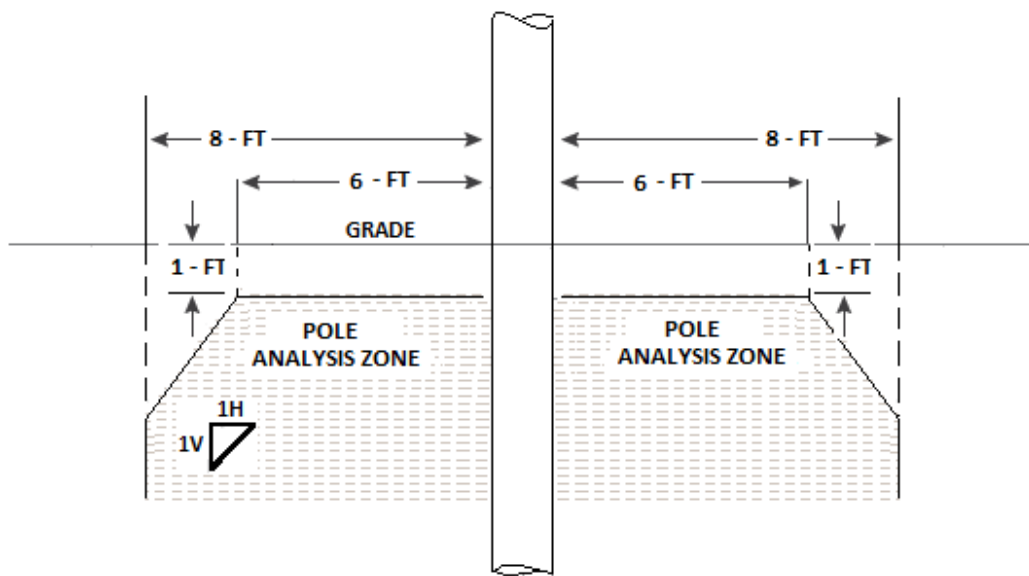 8 - FT
8 - FT
6 - FT
6 - FT
GRADE
1 - FT
1 - FT
POLE
ANALYSIS ZONE
POLE
ANALYSIS ZONE
1H
1V